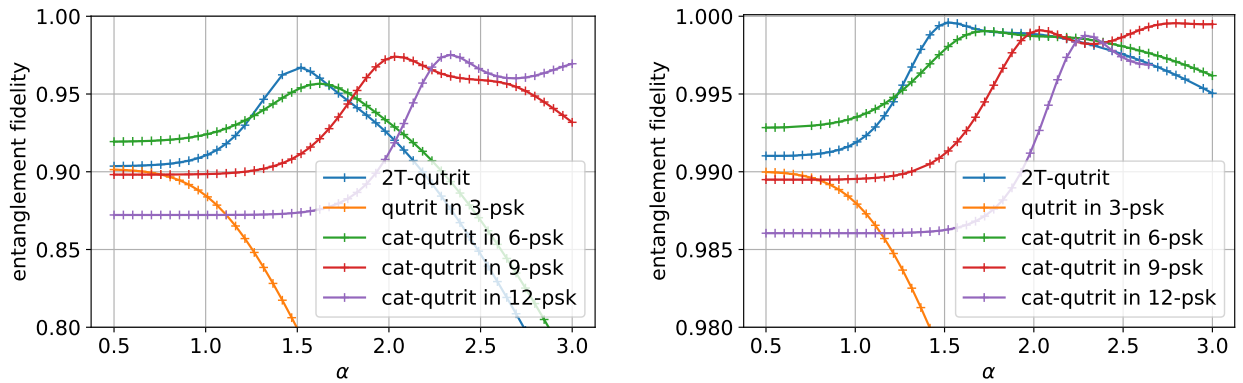 entanglement fidelity
1.00
0.95
0.90
0.85
0.80
0.5 1.0 1.5 2.0 2.5 3.0
α
2T-qutrit
qutrit in 3-psk
cat-qutrit in 6-psk
cat-qutrit in 9-psk
cat-qutrit in 12-psk
entanglement fidelity
1.000
0.995
0.990
0.985
0.980
0.5 1.0 1.5 2.0 2.5 3.0
α
2T-qutrit
qutrit in 3-psk
cat-qutrit in 6-psk
cat-qutrit in 9-psk
cat-qutrit in 12-psk